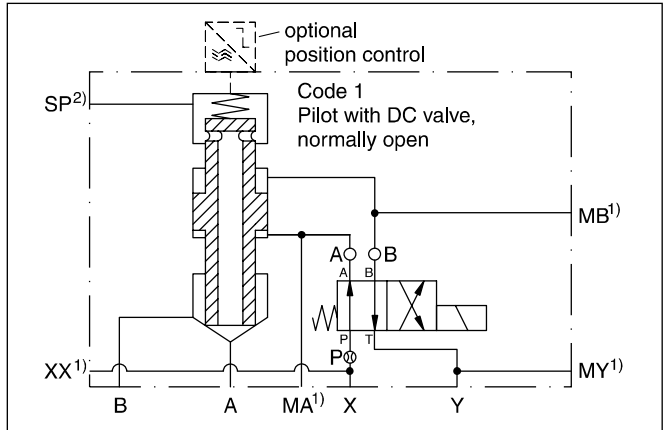 optional
position control
SP²⁾
Code 1
Pilot with DC valve,
normally open
MB¹⁾
A B
A B
P T
P
XX¹⁾
MY¹⁾
B A MA¹⁾ X Y